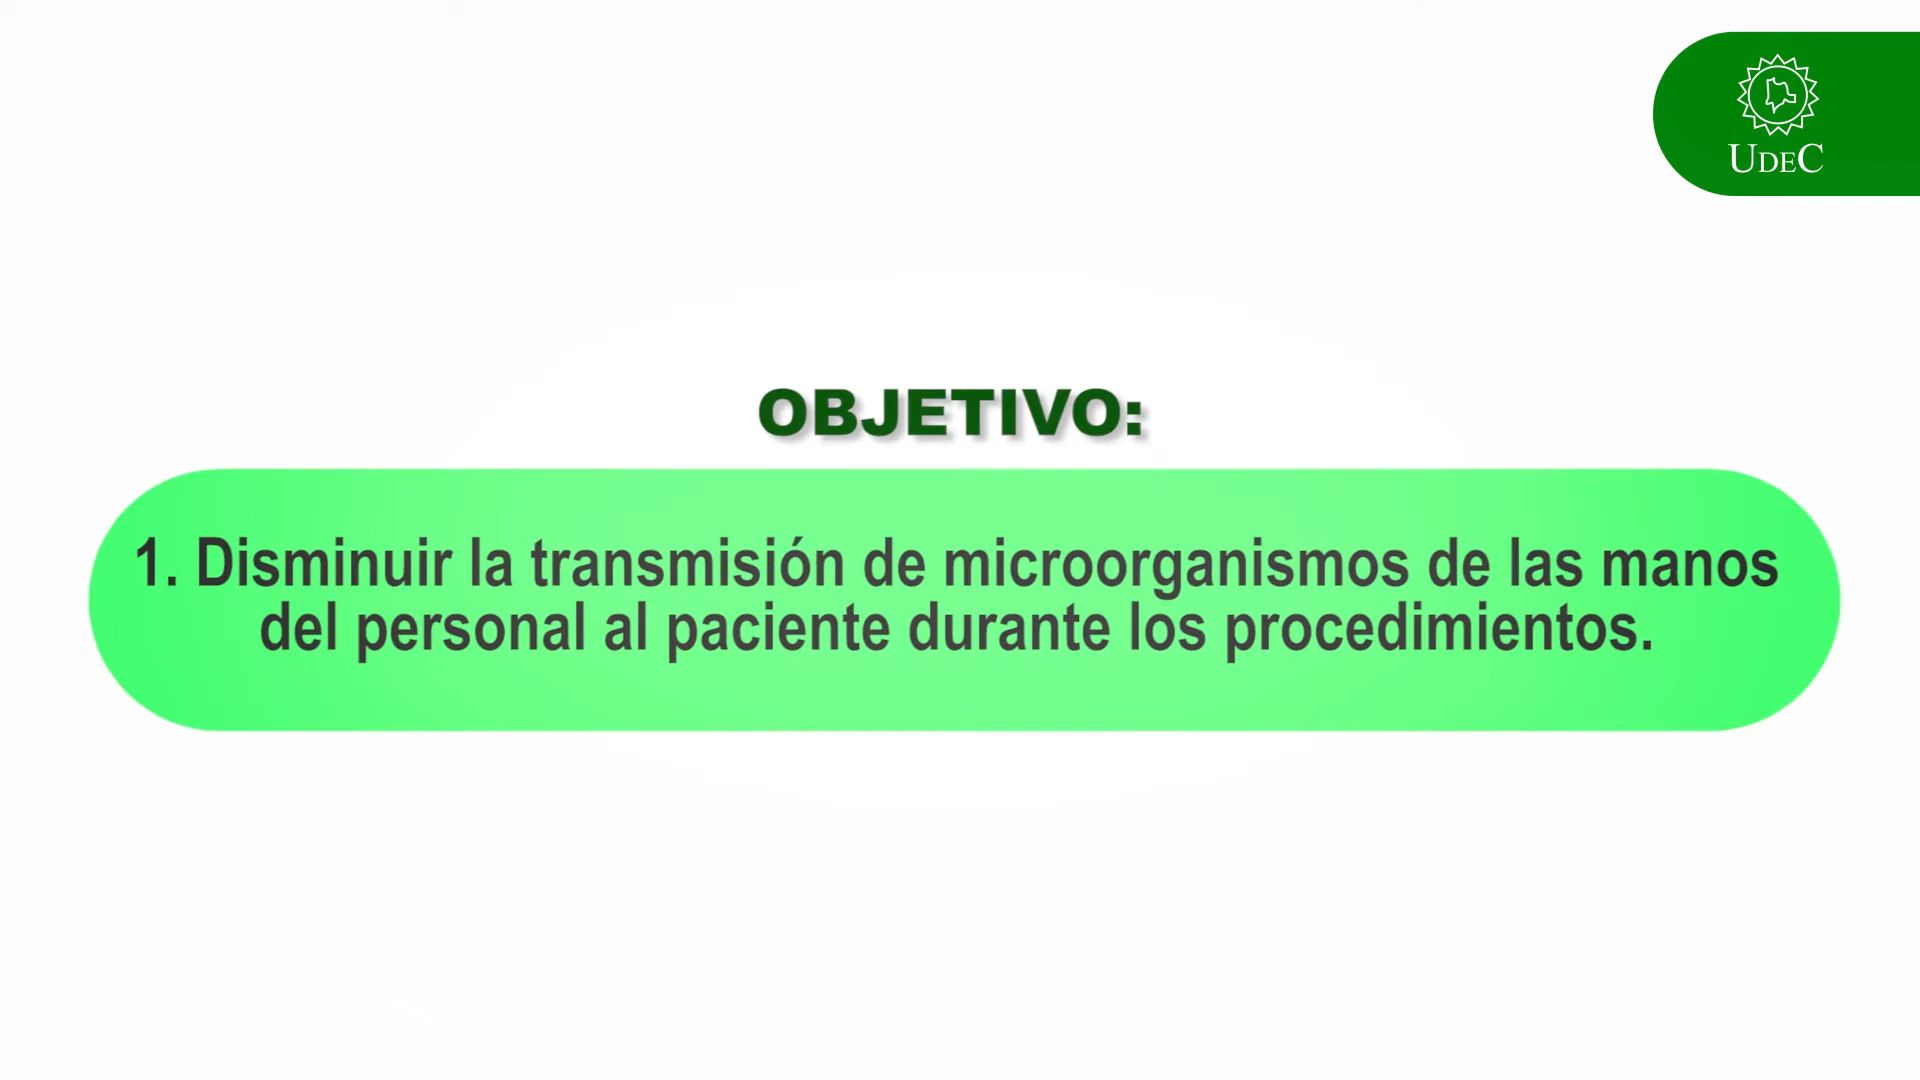 UDEC
OBJETIVO:
1. Disminuir la transmisión de microorganismos de las manos
del personal al paciente durante los procedimientos.